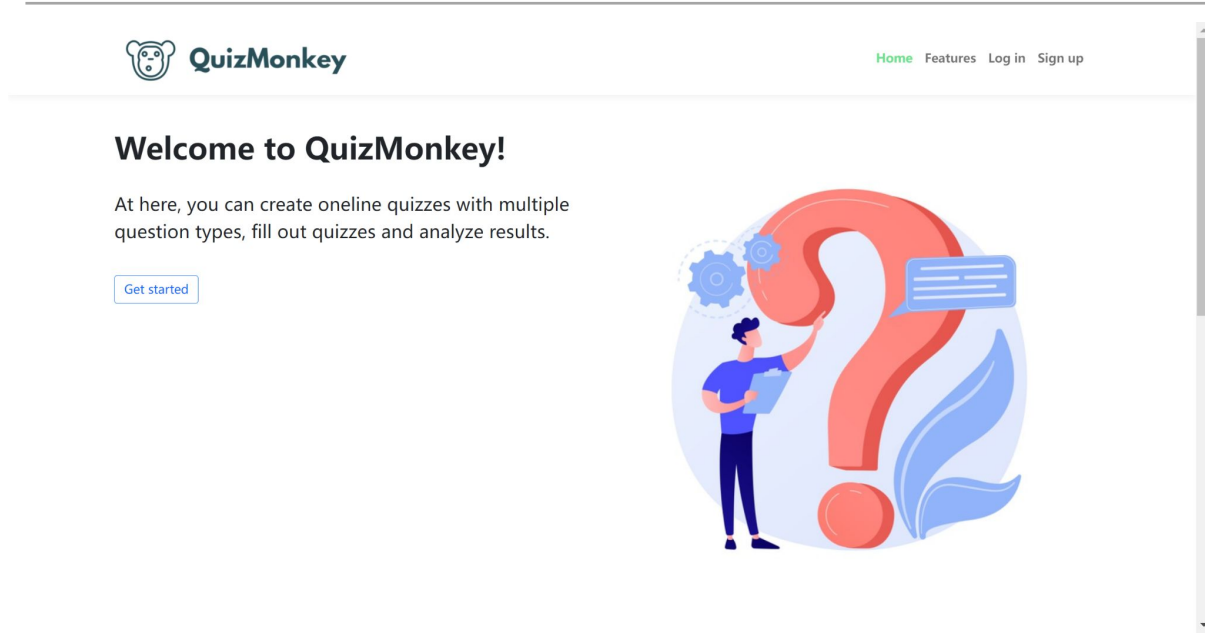 QuizMonkey
Home Features Log in Sign up
Welcome to QuizMonkey!
At here, you can create oneline quizzes with multiple
question types, fill out quizzes and analyze results.
Get started